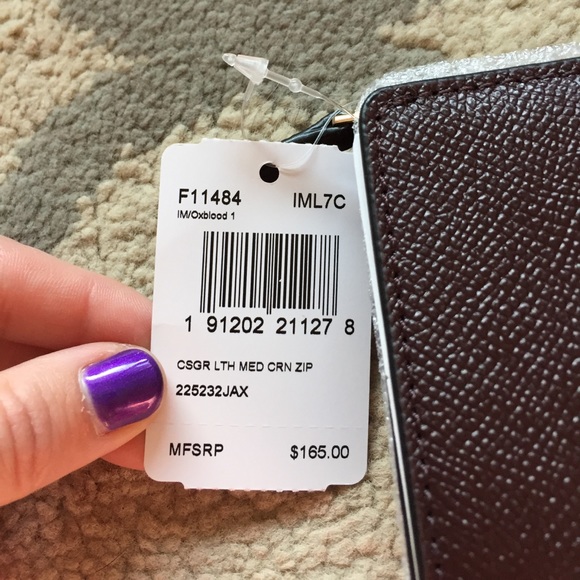 F11484 IML7C
IM/Oxblood 1
1 91202 21127 8
CSGR LTH MED CRN ZIP
225232JAX
MFSRP $165.00